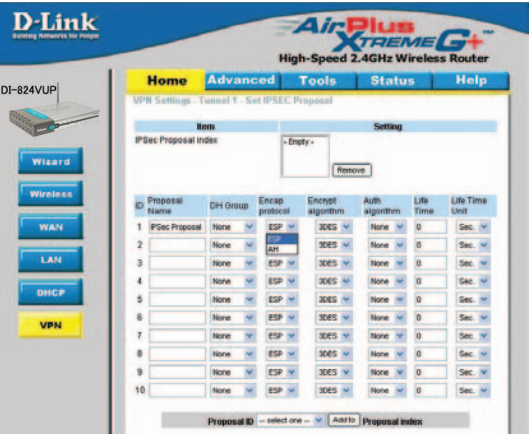 D-Link
Building Networks for People
AirPlus
XTREME G+™
High-Speed 2.4GHz Wireless Router
DI-824VUP
Home Advanced Tools Status Help
VPN Settings - Tunnel 1 - Set IPSEC Proposal
Item Setting
IPSec Proposal index - Empty -
Remove
Wizard
Wireless
WAN
LAN
DHCP
VPN
ID Proposal Name DH Group Encap protocol Encrypt algorithm Auth algorithm Life Time Life Time Unit
1 IPSec Proposal None ESP 3DES None 0 Sec.
ESP
AH
2 None 3DES None 0 Sec.
3 None ESP 3DES None 0 Sec.
4 None ESP 3DES None 0 Sec.
5 None ESP 3DES None 0 Sec.
6 None ESP 3DES None 0 Sec.
7 None ESP 3DES None 0 Sec.
8 None ESP 3DES None 0 Sec.
9 None ESP 3DES None 0 Sec.
10 None ESP 3DES None 0 Sec.
Proposal ID -- select one -- Add to Proposal index